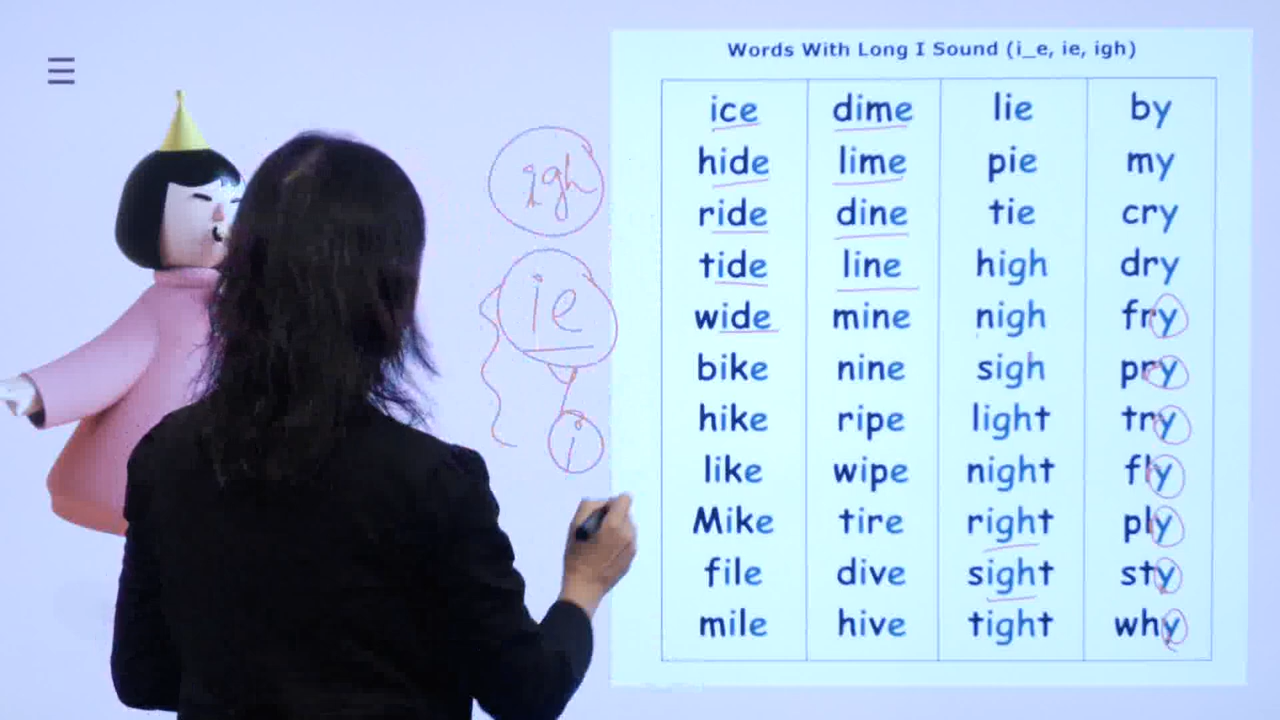 Words With Long I Sound (i_e, ie, igh)
ice dime lie by
hide lime pie my
ride dine tie cry
tide line high dry
wide mine nigh fry
bike nine sigh pry
hike ripe light try
like wipe night fly
Mike tire right ply
file dive sight sty
mile hive tight why
igh
ie
i